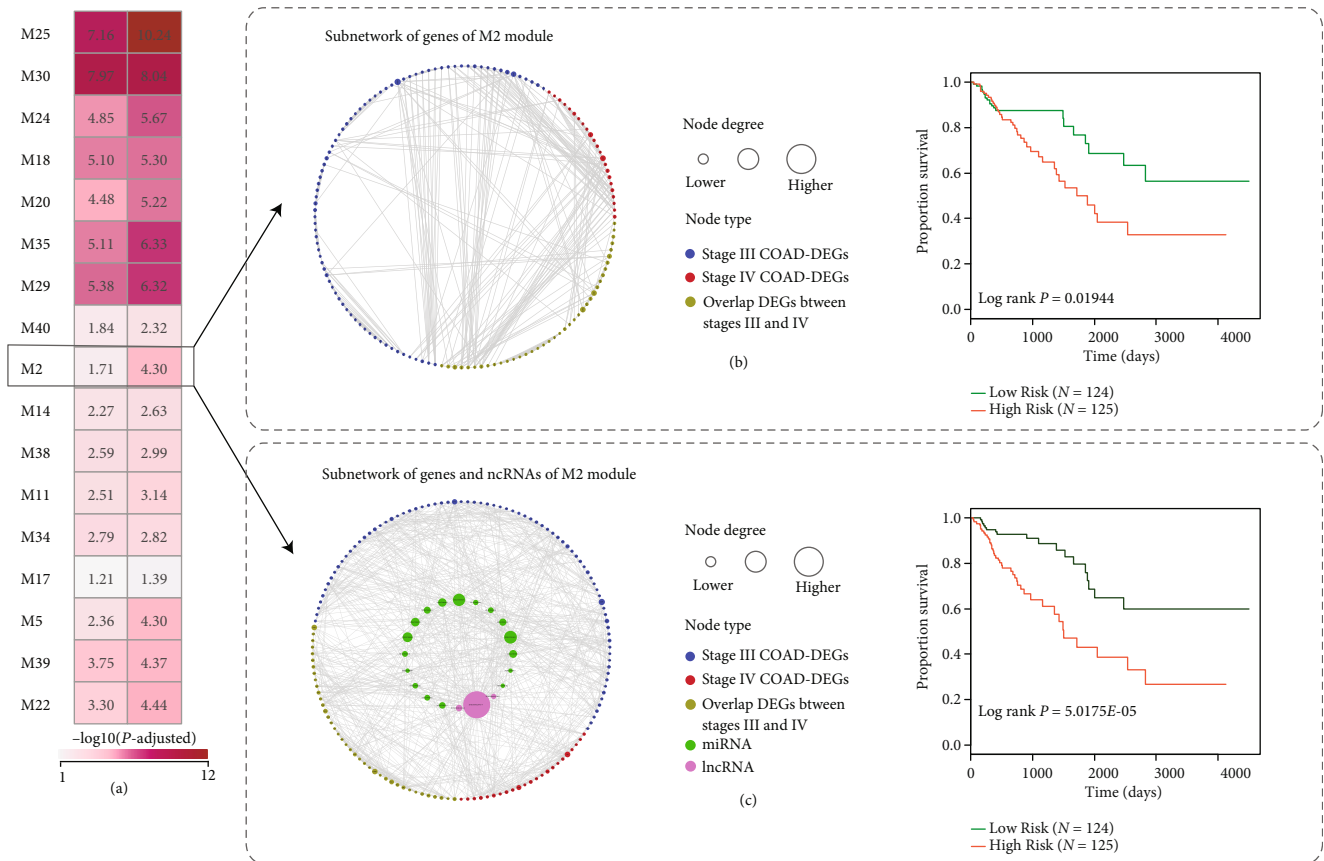 M25 7.16 10.24
M30 7.97 8.04
M24 4.85 5.67
M18 5.10 5.30
M20 4.48 5.22
M35 5.11 6.33
M29 5.38 6.32
M40 1.84 2.32
M2 1.71 4.30
M14 2.27 2.63
M38 2.59 2.99
M11 2.51 3.14
M34 2.79 2.82
M17 1.21 1.39
M5 2.36 4.30
M39 3.75 4.37
M22 3.30 4.44
–log10(P-adjusted)
1 12
(a)
Subnetwork of genes of M2 module
Node degree
Lower Higher
Node type
Stage III COAD-DEGs
Stage IV COAD-DEGs
Overlap DEGs btween
stages III and IV
(b)
Proportion survival
1.0
0.8
0.6
0.4
0.2
0.0
Log rank P = 0.01944
0 1000 2000 3000 4000
Time (days)
Low Risk (N = 124)
High Risk (N = 125)
Subnetwork of genes and ncRNAs of M2 module
Node degree
Lower Higher
Node type
Stage III COAD-DEGs
Stage IV COAD-DEGs
Overlap DEGs btween
stages III and IV
miRNA
lncRNA
(c)
Proportion survival
1.0
0.8
0.6
0.4
0.2
0.0
Log rank P = 5.0175E-05
0 1000 2000 3000 4000
Time (days)
Low Risk (N = 124)
High Risk (N = 125)